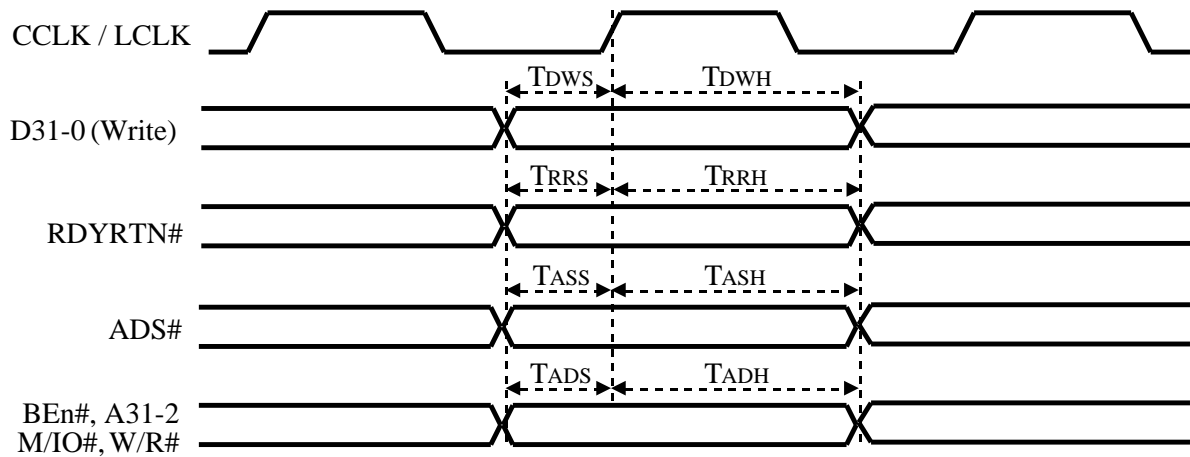 CCLK / LCLK
TDWS TDWH
D31-0 (Write)
TRRS TRRH
RDYRTN#
TASS TASH
ADS#
TADS TADH
BEn#, A31-2
M/IO#, W/R#